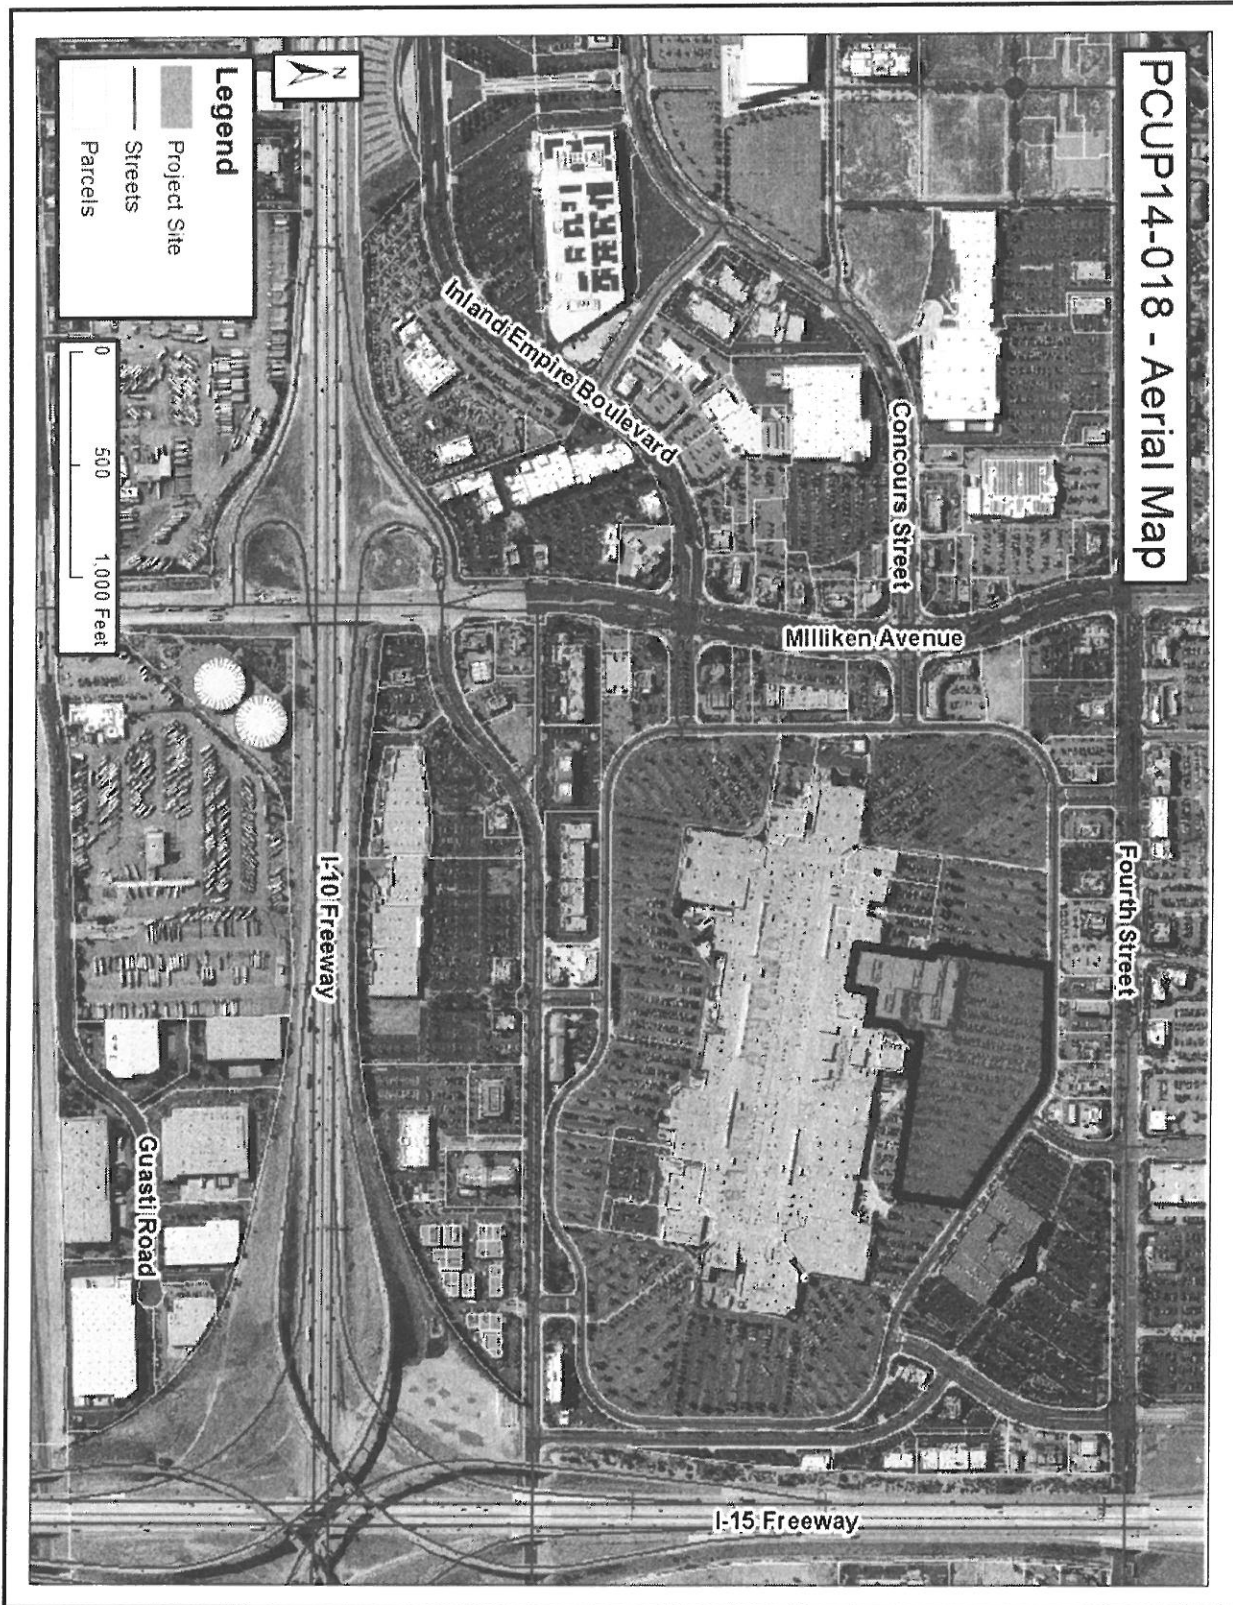 PCUP14-018 - Aerial Map
Fourth Street
Concours Street
Milliken Avenue
Inland Empire Boulevard
I-15 Freeway
I-10 Freeway
Guasti Road
N
Legend
Project Site
Streets
Parcels
0 500 1,000 Feet